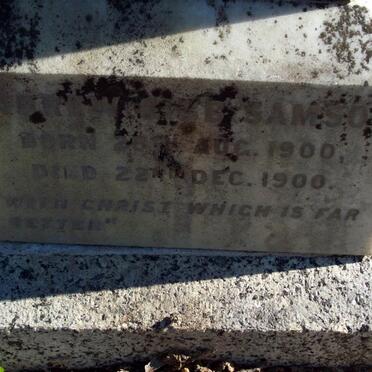 E. SAMSO
BORN AUG. 1900,
DIED 22ND DEC. 1900.
"WITH CHRIST WHICH IS FAR
BETTER"